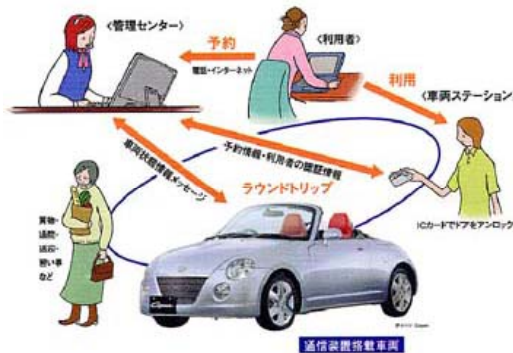 〈管理センター〉
予約
電話・インターネット
〈利用者〉
利用
〈車両ステーション〉
予約情報・利用者の認証情報
車両状態情報メッセージ
ラウンドトリップ
ICカードでドアをアンロック
買物・
通院・
送迎・
習い事
など
通信装置搭載車両